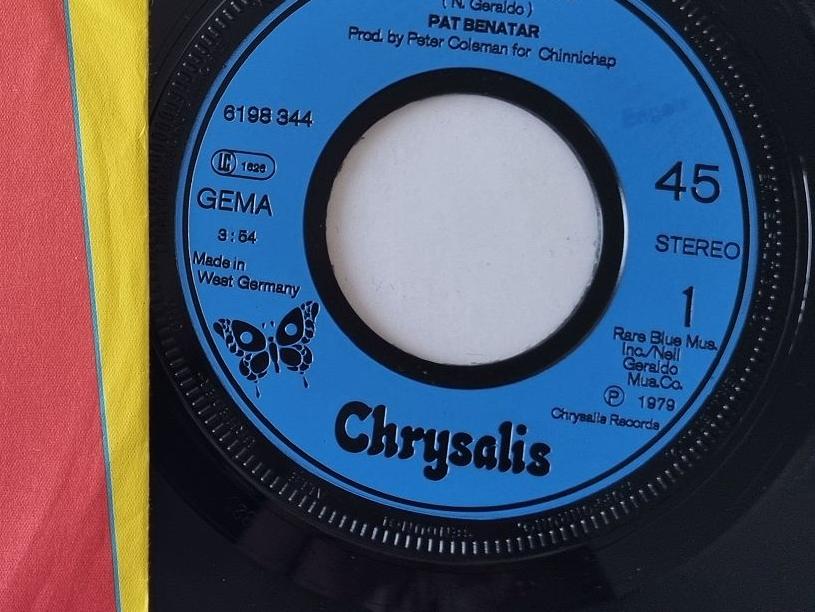 ( N. Geraldo )
PAT BENATAR
Prod. by Peter Coleman for Chinnichap
6198 344
LC 1626
GEMA
3:54
Made in
West Germany
45
STEREO
1
Rare Blue Mus.
Inc./Neil
Geraldo
Mus.Co.
Ⓟ 1979
Chrysalis Records
Chrysalis